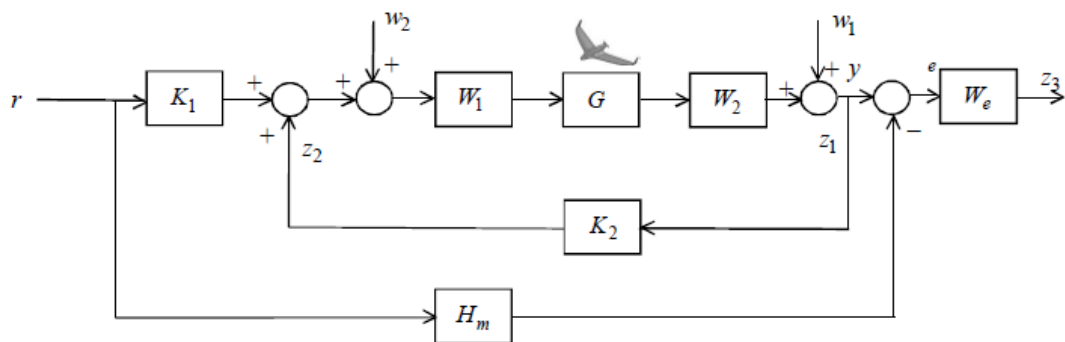 w₂ w₁
+ + + + y e z₃
r K₁ + W₁ G W₂ + Wₑ
+ z₂ z₁ −
K₂
Hₘ